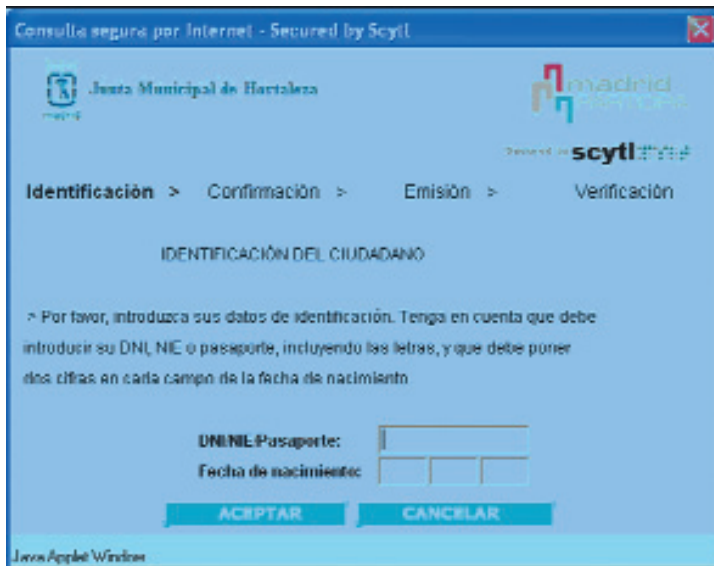 Consulta segura por Internet - Secured by Scytl
Junta Municipal de Hortaleza
madrid
scytl
Identificación > Confirmación > Emisión > Verificación
IDENTIFICACIÓN DEL CIUDADANO
> Por favor, introduzca sus datos de identificación. Tenga en cuenta que debe
introducir su DNI, NIE o pasaporte, incluyendo las letras, y que debe poner
dos cifras en cada campo de la fecha de nacimiento
DNI/NIE/Pasaporte:
Fecha de nacimiento:
ACEPTAR CANCELAR
Java Applet Window